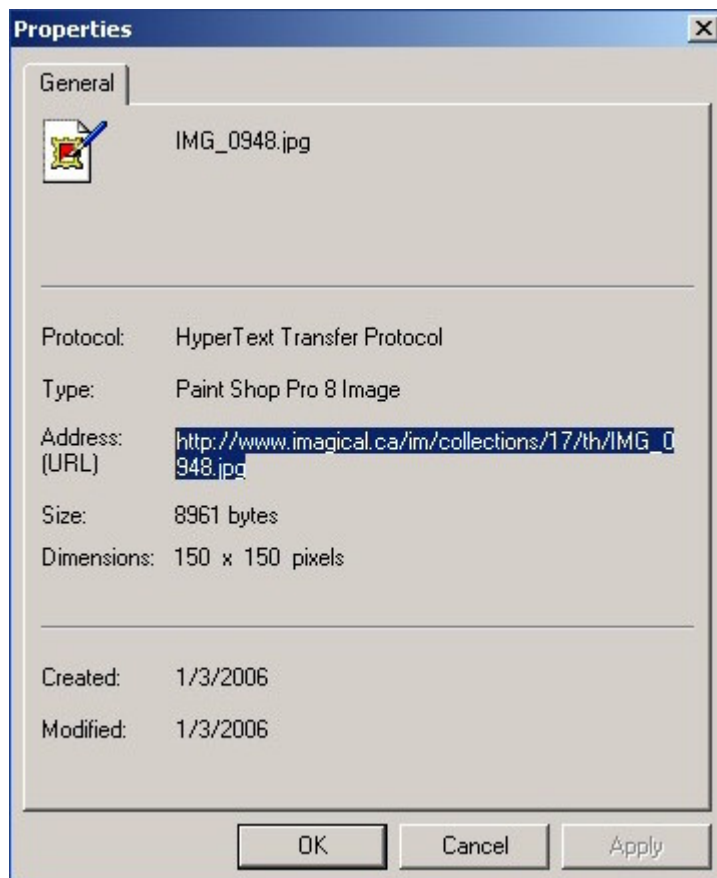 Properties
General
IMG_0948.jpg
Protocol: HyperText Transfer Protocol
Type: Paint Shop Pro 8 Image
Address: http://www.imagical.ca/im/collections/17/th/IMG_0
(URL) 948.jpg
Size: 8961 bytes
Dimensions: 150 x 150 pixels
Created: 1/3/2006
Modified: 1/3/2006
OK Cancel Apply